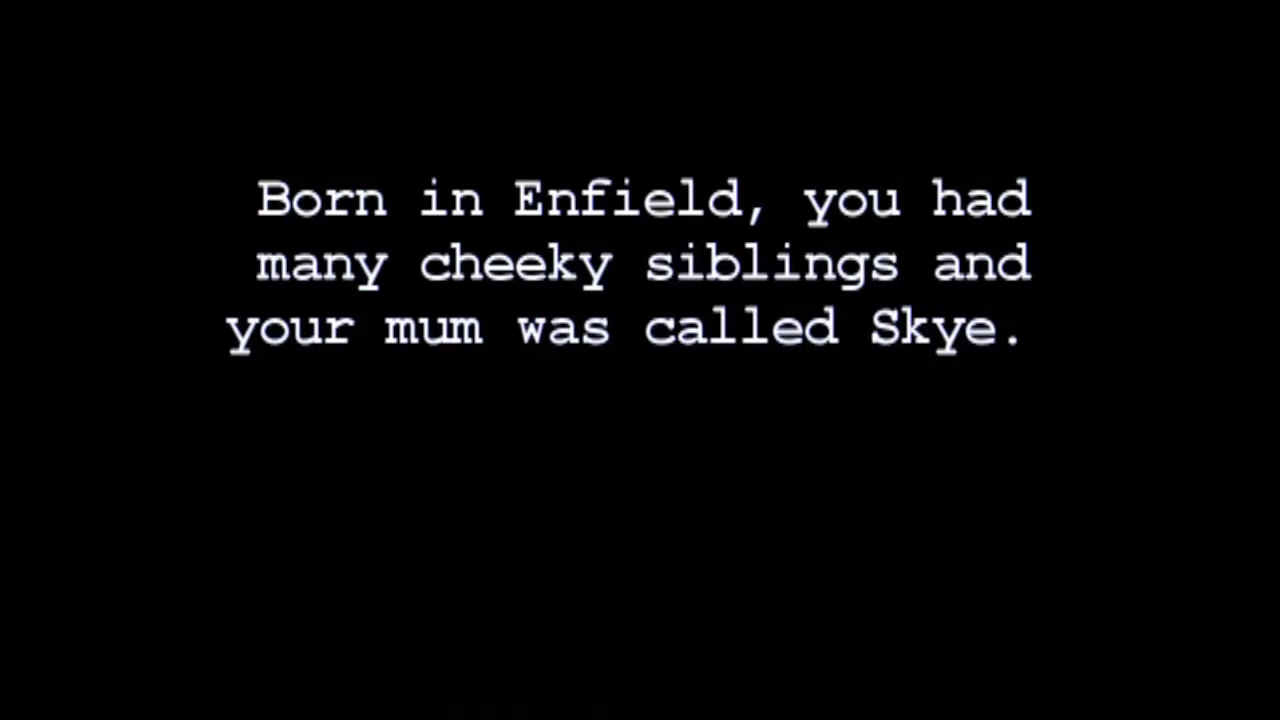 Born in Enfield, you had
many cheeky siblings and
your mum was called Skye.